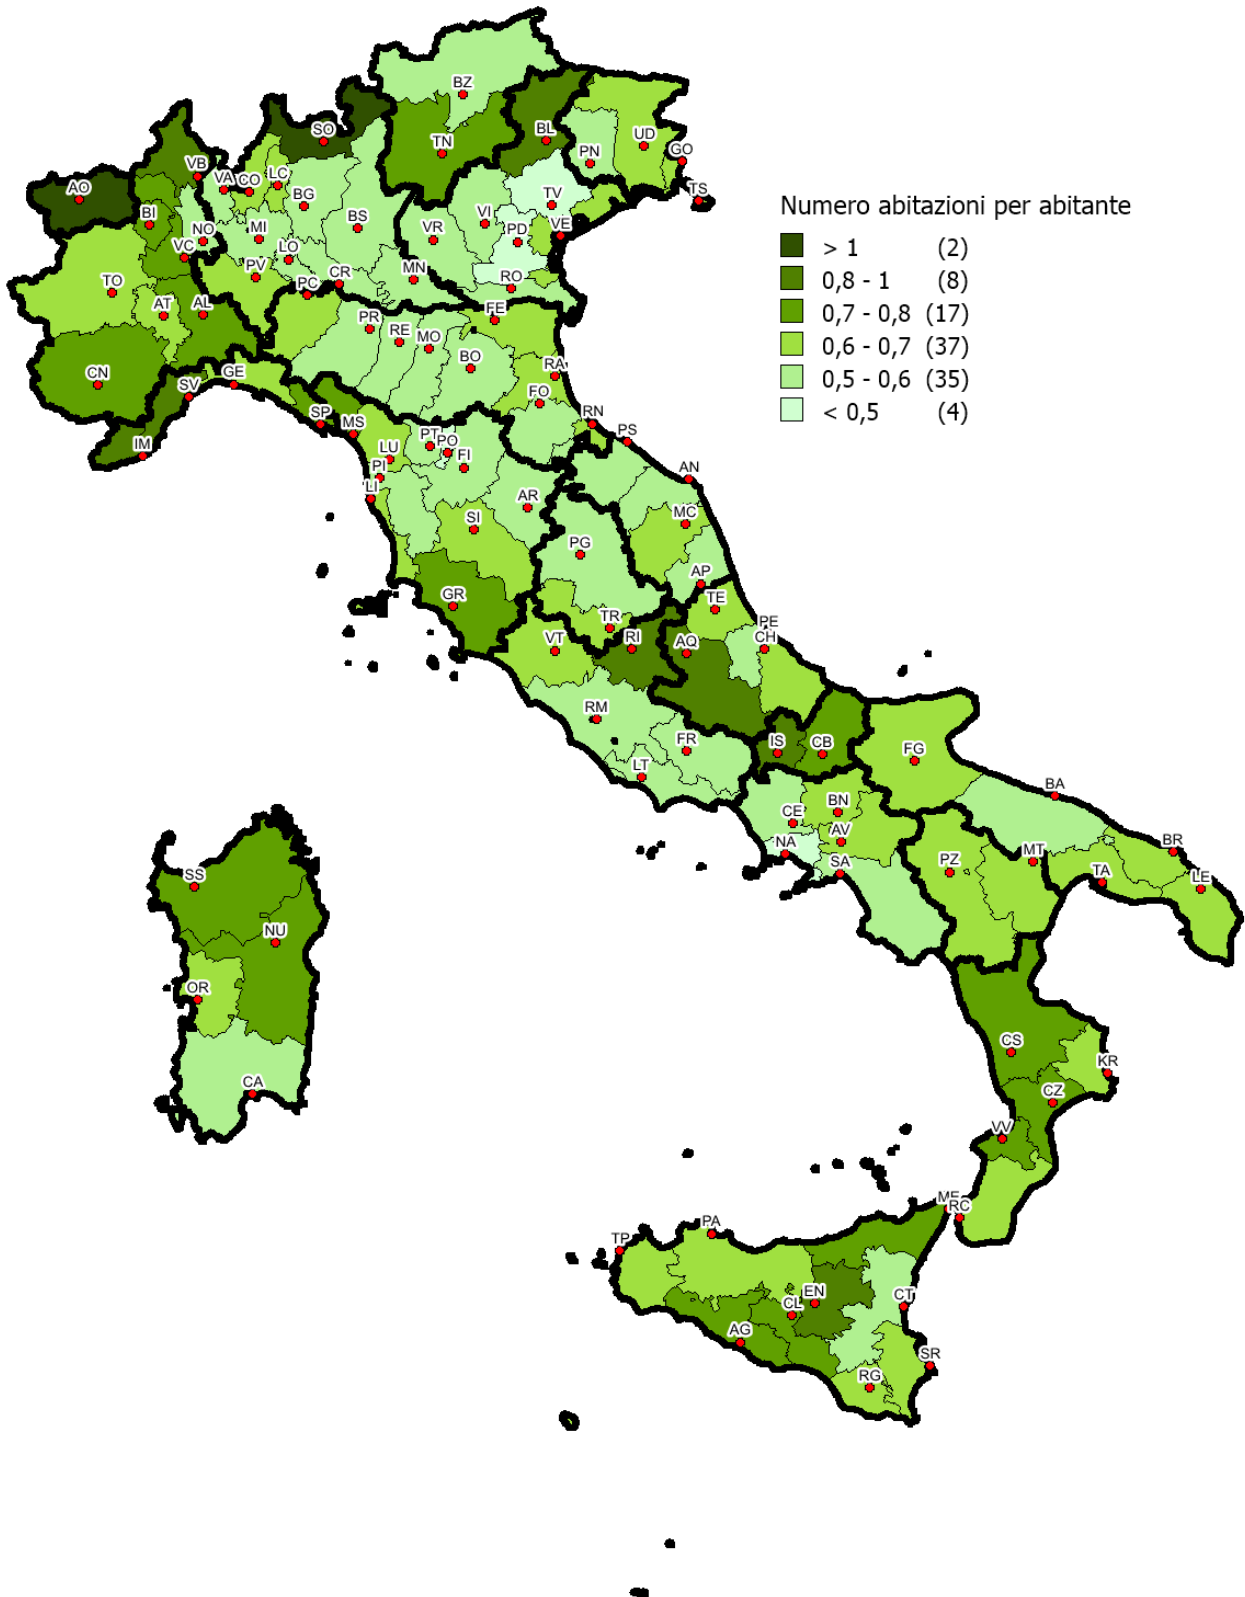 BZ
SO
BL
UD
TN
PN
GO
VB
VA
CO
LC
AO
BG
TV
TS
BI
BS
VI
VE
NO
MI
VR
PD
VC
LO
PV
MN
RO
TO
PC
CR
AT
AL
FE
PR
RE
MO
BO
CN
GE
RA
SV
FO
SP
MS
RN
PS
IM
LU
PT
PO
FI
PI
LI
AN
AR
SI
MC
PG
AP
GR
TE
TR
PE
VT
RI
AQ
CH
RM
FR
IS
CB
FG
LT
BA
CE
BN
NA
AV
SA
PZ
MT
BR
TA
LE
SS
NU
OR
CA
CS
KR
CZ
VV
ME
RC
PA
TP
EN
CL
CT
AG
SR
RG
Numero abitazioni per abitante
> 1 (2)
0,8 - 1 (8)
0,7 - 0,8 (17)
0,6 - 0,7 (37)
0,5 - 0,6 (35)
< 0,5 (4)